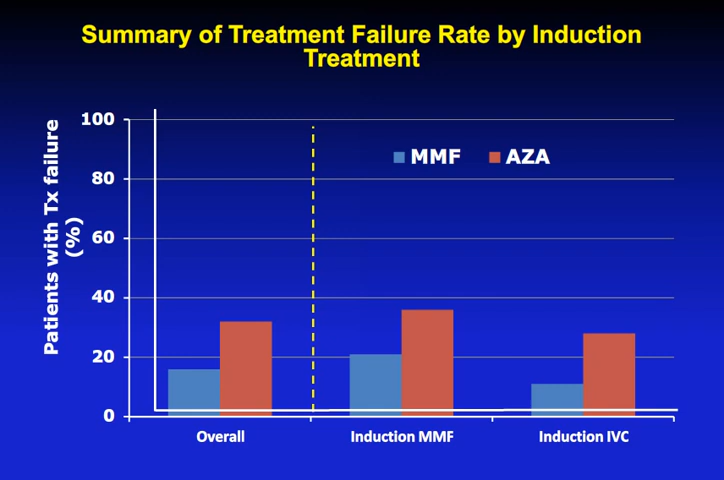 Summary of Treatment Failure Rate by Induction
Treatment
Patients with Tx failure
(%)
100
80
60
40
20
0
MMF
AZA
Overall
Induction MMF
Induction IVC